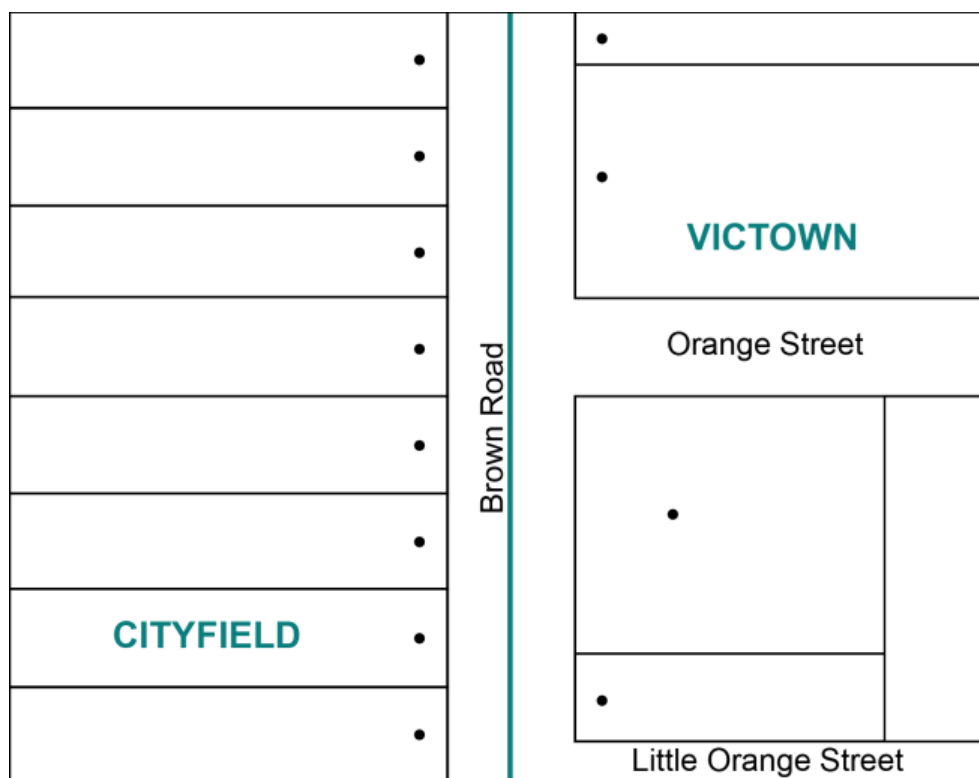 VICTOWN
Orange Street
Brown Road
CITYFIELD
Little Orange Street